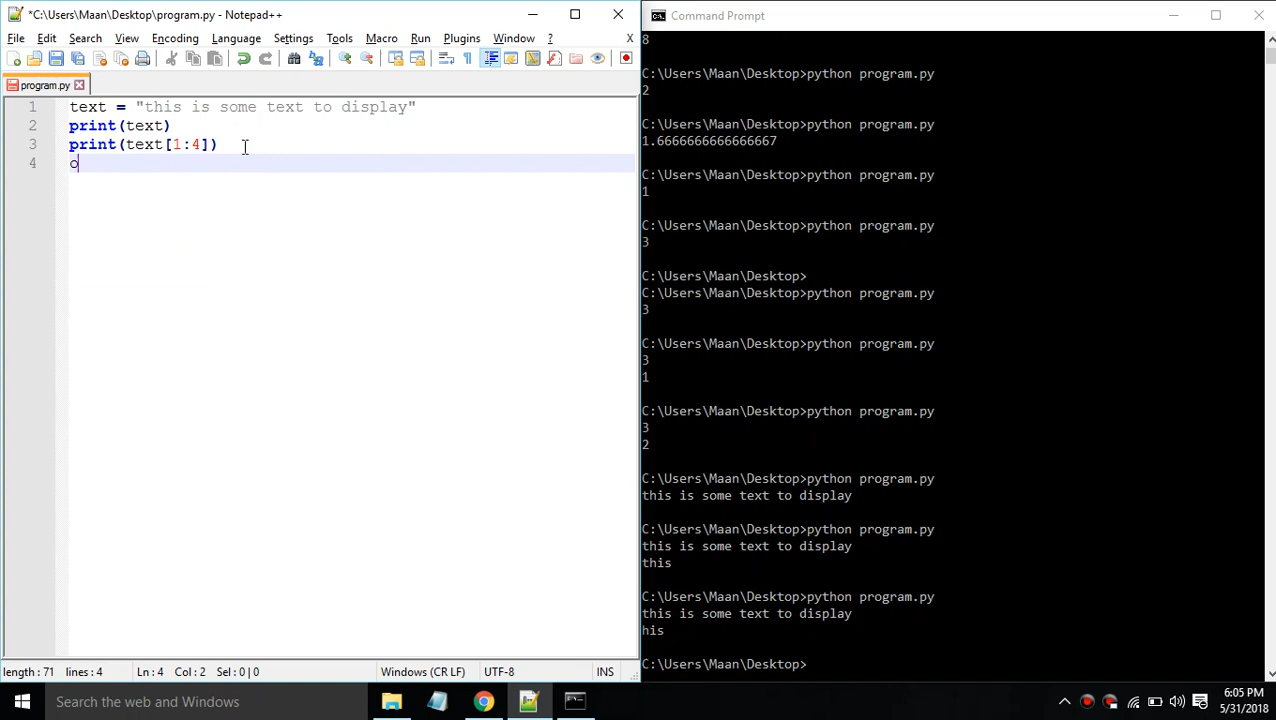 *C:\Users\Maan\Desktop\program.py - Notepad++
File Edit Search View Encoding Language Settings Tools Macro Run Plugins Window ? X
program.py
1 text = "this is some text to display"
2 print(text)
3 print(text[1:4])
4 o
length : 71 lines : 4 Ln : 4 Col : 2 Sel : 0 | 0 Windows (CR LF) UTF-8 INS
Command Prompt
8
C:\Users\Maan\Desktop>python program.py
2
C:\Users\Maan\Desktop>python program.py
1.6666666666666667
C:\Users\Maan\Desktop>python program.py
1
C:\Users\Maan\Desktop>python program.py
3
C:\Users\Maan\Desktop>
C:\Users\Maan\Desktop>python program.py
3
C:\Users\Maan\Desktop>python program.py
3
1
C:\Users\Maan\Desktop>python program.py
3
2
C:\Users\Maan\Desktop>python program.py
this is some text to display
C:\Users\Maan\Desktop>python program.py
this is some text to display
this
C:\Users\Maan\Desktop>python program.py
this is some text to display
his
C:\Users\Maan\Desktop>
Search the web and Windows
6:05 PM
5/31/2018